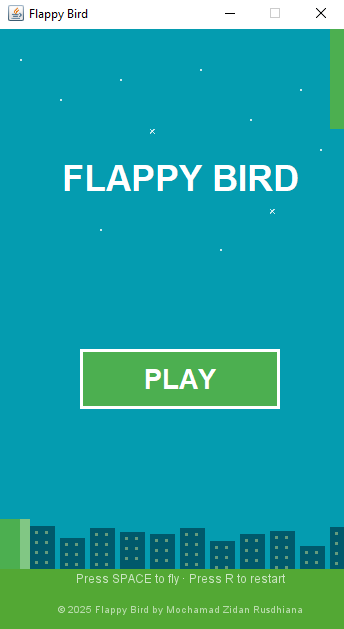 Flappy Bird
FLAPPY BIRD
PLAY
Press SPACE to fly · Press R to restart
© 2025 Flappy Bird by Mochamad Zidan Rusdhiana